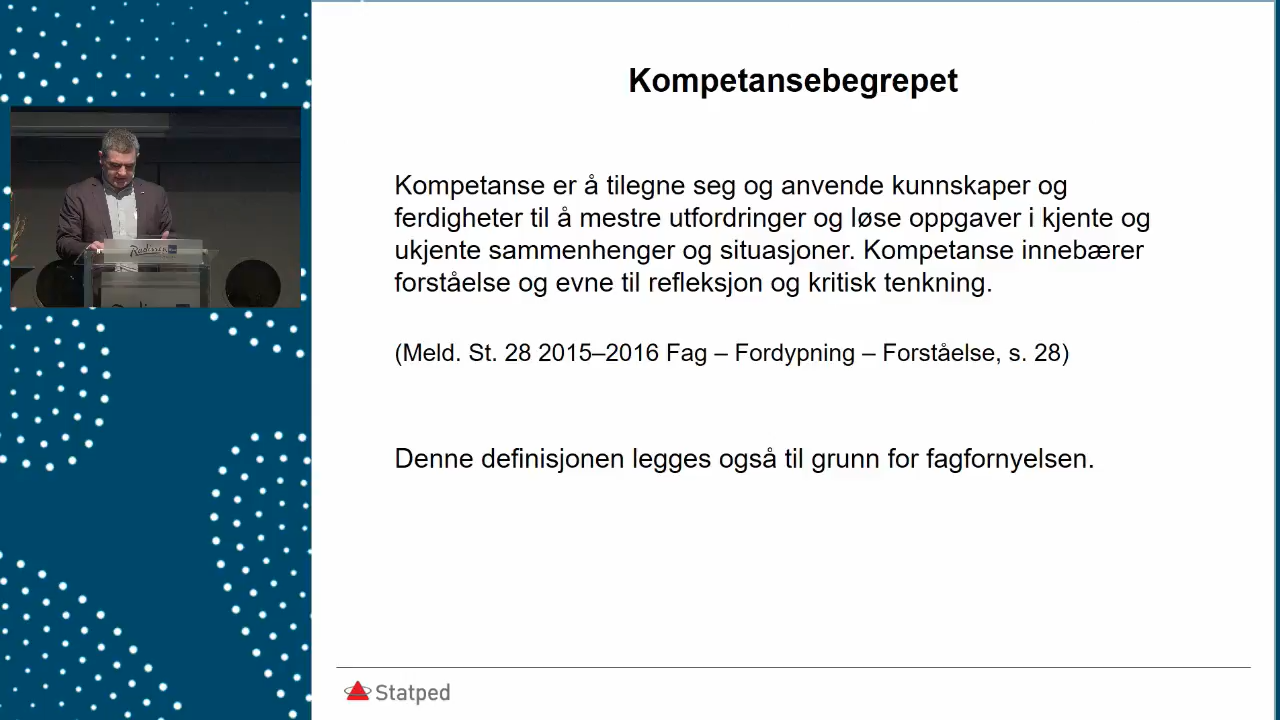 Kompetansebegrepet
Kompetanse er å tilegne seg og anvende kunnskaper og
ferdigheter til å mestre utfordringer og løse oppgaver i kjente og
ukjente sammenhenger og situasjoner. Kompetanse innebærer
forståelse og evne til refleksjon og kritisk tenkning.
(Meld. St. 28 2015–2016 Fag – Fordypning – Forståelse, s. 28)
Denne definisjonen legges også til grunn for fagfornyelsen.
Statped
Radisson